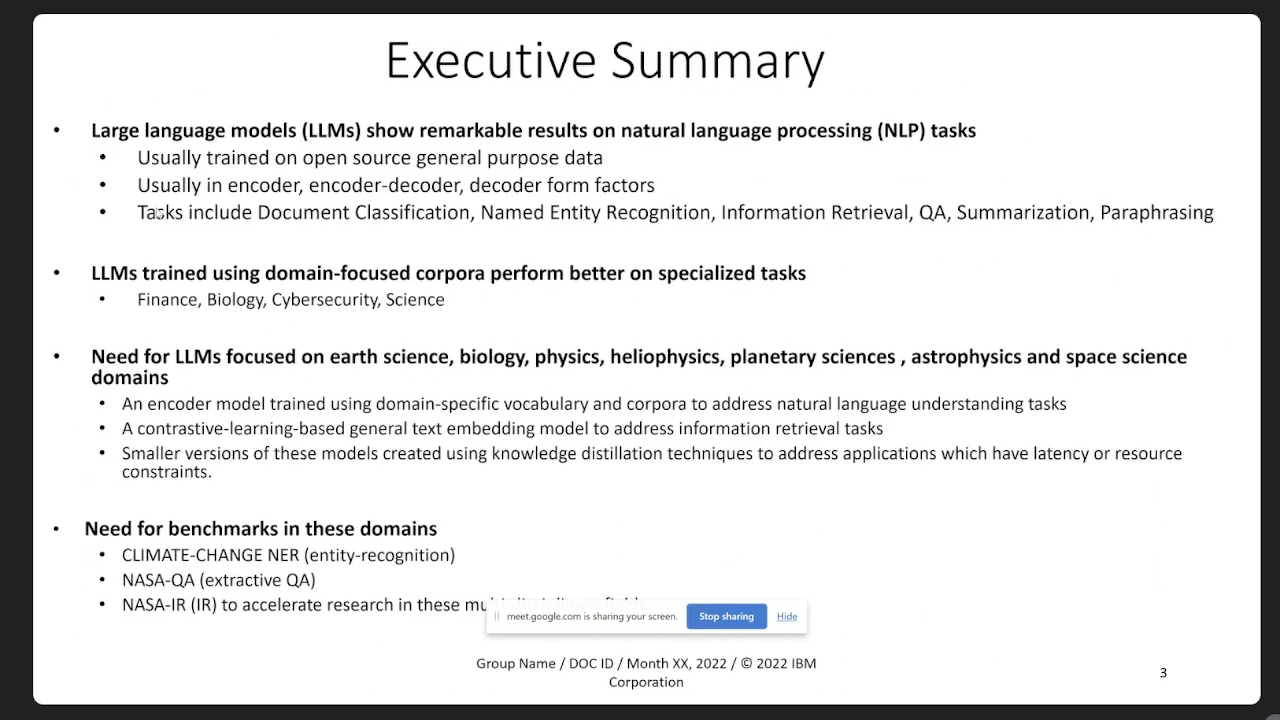 Executive Summary
• Large language models (LLMs) show remarkable results on natural language processing (NLP) tasks
• Usually trained on open source general purpose data
• Usually in encoder, encoder-decoder, decoder form factors
• Tasks include Document Classification, Named Entity Recognition, Information Retrieval, QA, Summarization, Paraphrasing
• LLMs trained using domain-focused corpora perform better on specialized tasks
• Finance, Biology, Cybersecurity, Science
• Need for LLMs focused on earth science, biology, physics, heliophysics, planetary sciences , astrophysics and space science
domains
• An encoder model trained using domain-specific vocabulary and corpora to address natural language understanding tasks
• A contrastive-learning-based general text embedding model to address information retrieval tasks
• Smaller versions of these models created using knowledge distillation techniques to address applications which have latency or resource
constraints.
• Need for benchmarks in these domains
• CLIMATE-CHANGE NER (entity-recognition)
• NASA-QA (extractive QA)
• NASA-IR (IR) to accelerate research in these
meet.google.com is sharing your screen. Stop sharing Hide
Group Name / DOC ID / Month XX, 2022 / © 2022 IBM
Corporation
3